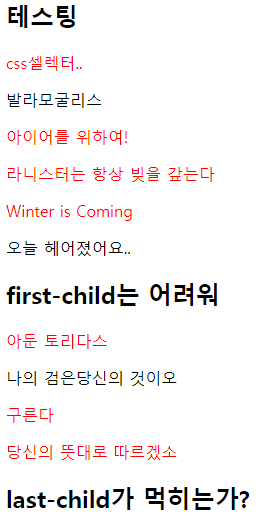 테스팅
css셀렉터..
발라모굴리스
아이어를 위하여!
라니스터는 항상 빚을 갚는다
Winter is Coming
오늘 헤어졌어요..
first-child는 어려워
아둔 토리다스
나의 검은당신의 것이오
구른다
당신의 뜻대로 따르겠소
last-child가 먹히는가?